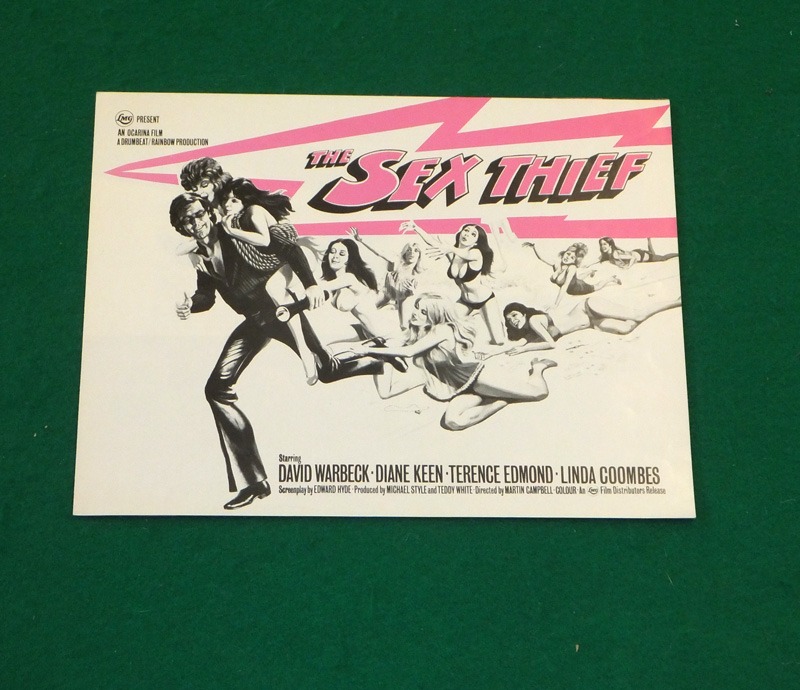 LMG PRESENT
AN OCARINA FILM
A DRUMBEAT/RAINBOW PRODUCTION
THE SEX THIEF
Starring
DAVID WARBECK · DIANE KEEN · TERENCE EDMOND · LINDA COOMBES
Screenplay by EDWARD HYDE · Produced by MICHAEL STYLE and TEDDY WHITE · Directed by MARTIN CAMPBELL · COLOUR · An LMG Film Distributors Release